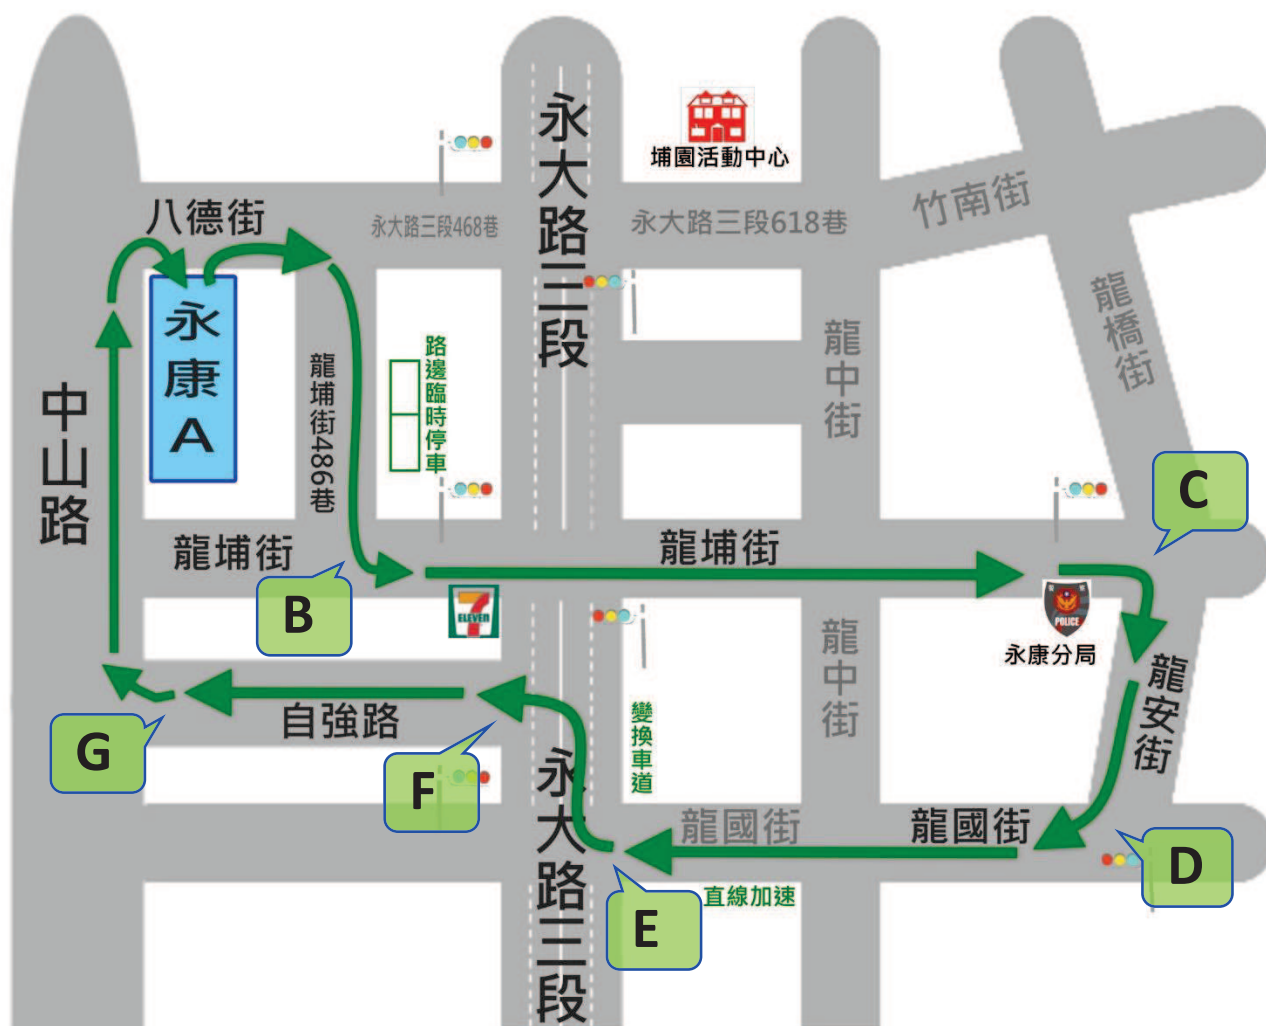 永大路三段
埔園活動中心
八德街
永大路三段468巷
永大路三段618巷
竹南街
永康A
龍埔街486巷
路邊臨時停車
龍中街
龍橋街
中山路
C
龍埔街
龍埔街
B
7
ELEVEN
POLICE
永康分局
龍中街
龍安街
自強路
變換車道
G
F
永大路三段
龍國街
龍國街
D
直線加速
E